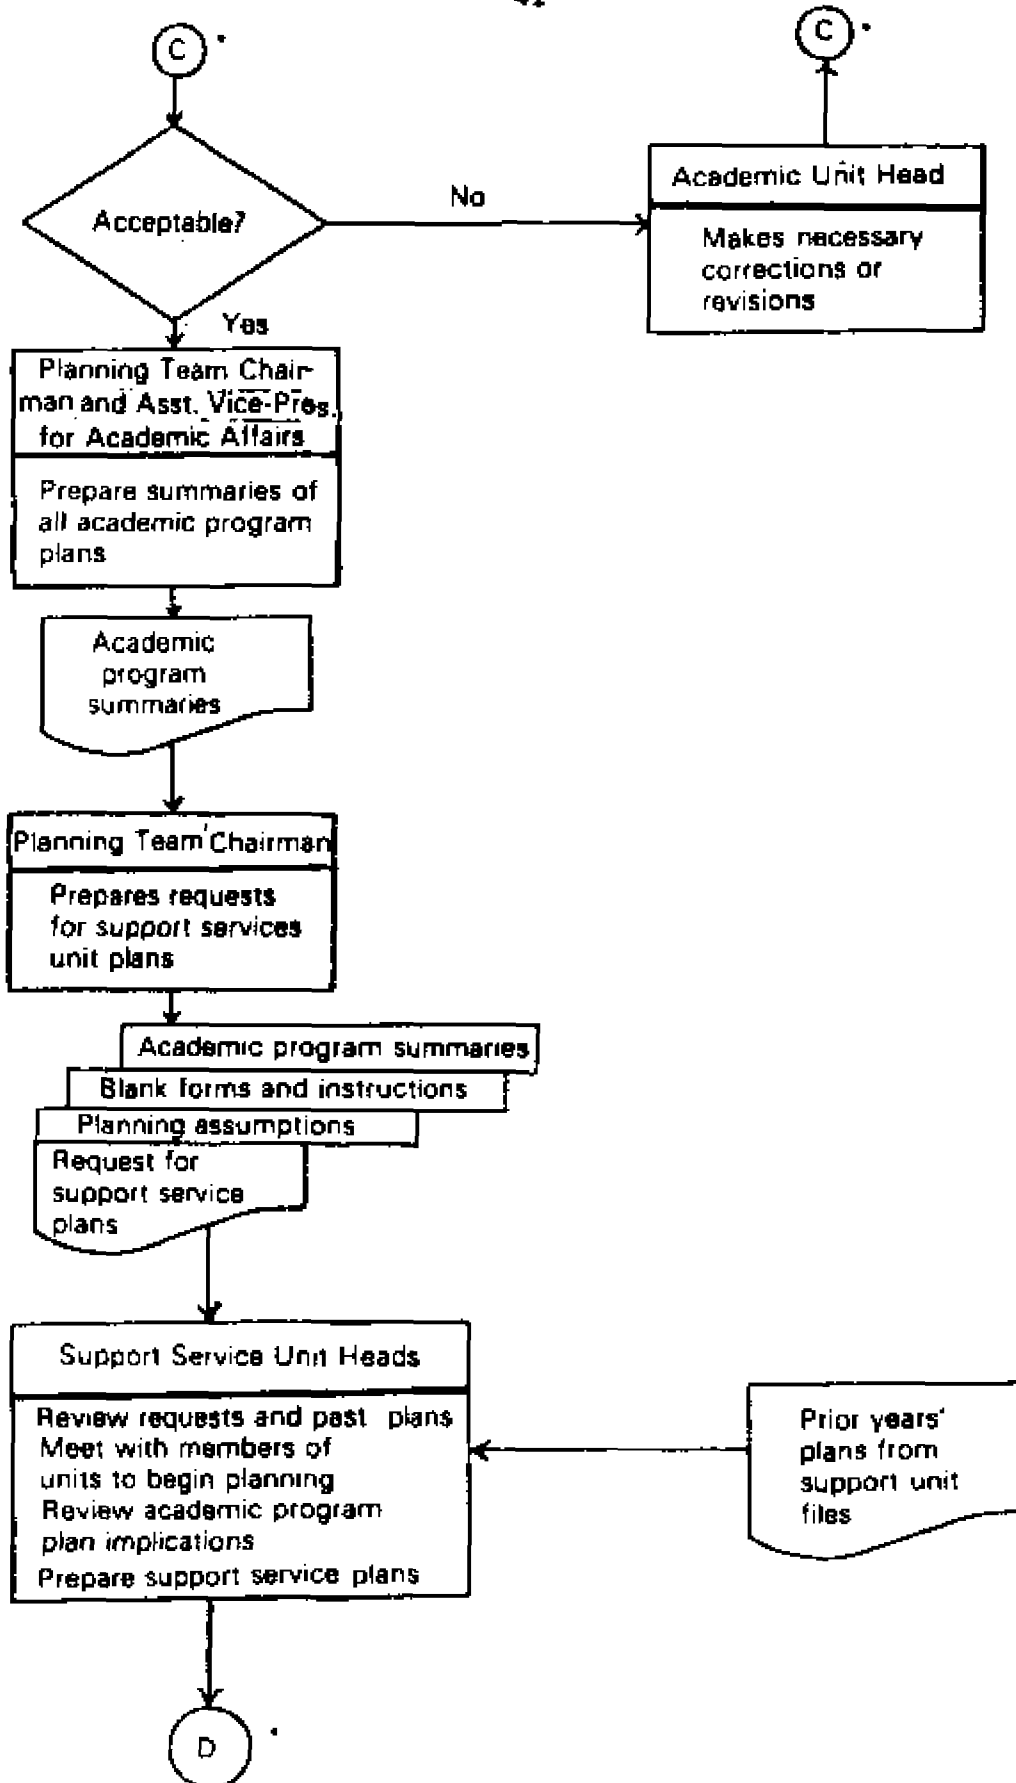 C
C
Acceptable?
No
Academic Unit Head
Makes necessary
corrections or
revisions
Yes
Planning Team Chair-
man and Asst. Vice-Pres.
for Academic Affairs
Prepare summaries of
all academic program
plans
Academic
program
summaries
Planning Team Chairman
Prepares requests
for support services
unit plans
Academic program summaries
Blank forms and instructions
Planning assumptions
Request for
support service
plans
Support Service Unit Heads
Review requests and past plans
Meet with members of
units to begin planning
Review academic program
plan implications
Prepare support service plans
Prior years'
plans from
support unit
files
D